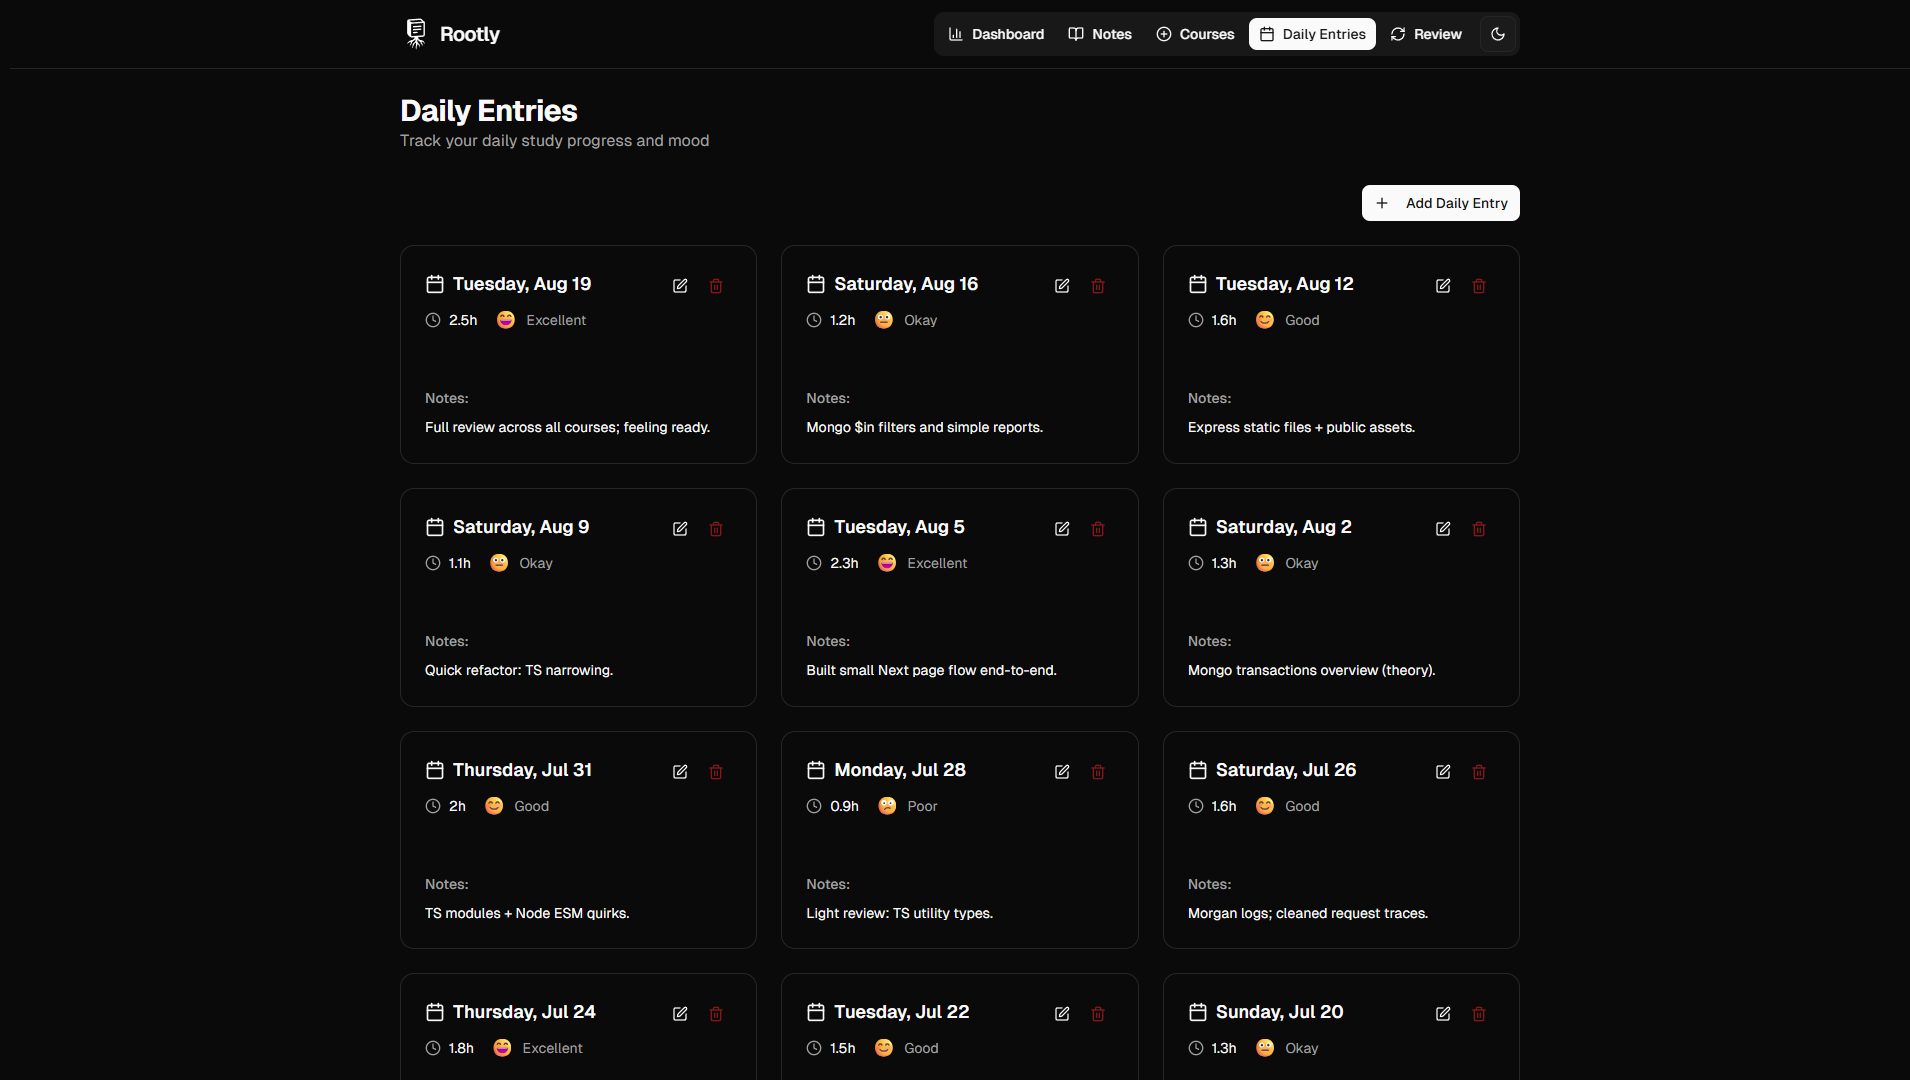 Rootly
Dashboard
Notes
Courses
Daily Entries
Review
Daily Entries
Track your daily study progress and mood
Add Daily Entry
Tuesday, Aug 19
2.5h Excellent
Notes:
Full review across all courses; feeling ready.
Saturday, Aug 16
1.2h Okay
Notes:
Mongo $in filters and simple reports.
Tuesday, Aug 12
1.6h Good
Notes:
Express static files + public assets.
Saturday, Aug 9
1.1h Okay
Notes:
Quick refactor: TS narrowing.
Tuesday, Aug 5
2.3h Excellent
Notes:
Built small Next page flow end-to-end.
Saturday, Aug 2
1.3h Okay
Notes:
Mongo transactions overview (theory).
Thursday, Jul 31
2h Good
Notes:
TS modules + Node ESM quirks.
Monday, Jul 28
0.9h Poor
Notes:
Light review: TS utility types.
Saturday, Jul 26
1.6h Good
Notes:
Morgan logs; cleaned request traces.
Thursday, Jul 24
1.8h Excellent
Tuesday, Jul 22
1.5h Good
Sunday, Jul 20
1.3h Okay